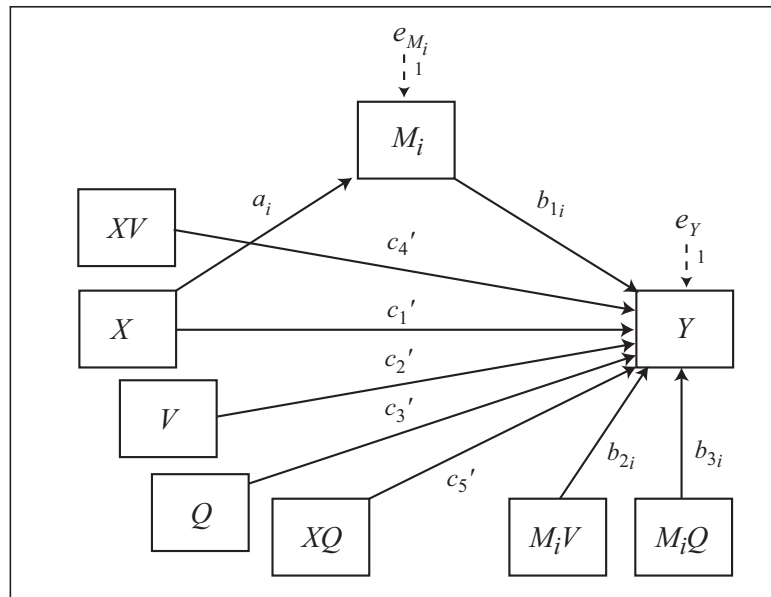 e_{M_i}
1
M_i
a_i
b_{1i}
XV
e_Y
1
c_4′
X
c_1′
Y
c_2′
V
c_3′
b_{2i}
b_{3i}
c_5′
Q
XQ
M_iV
M_iQ